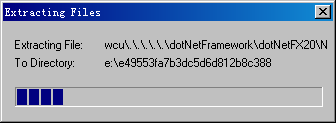 Extracting Files
Extracting File: wcu\.\.\.\.\.\dotNetFramework\dotNetFX20\N
To Directory: e:\e49553fa7b3dc5d6d812b8c388